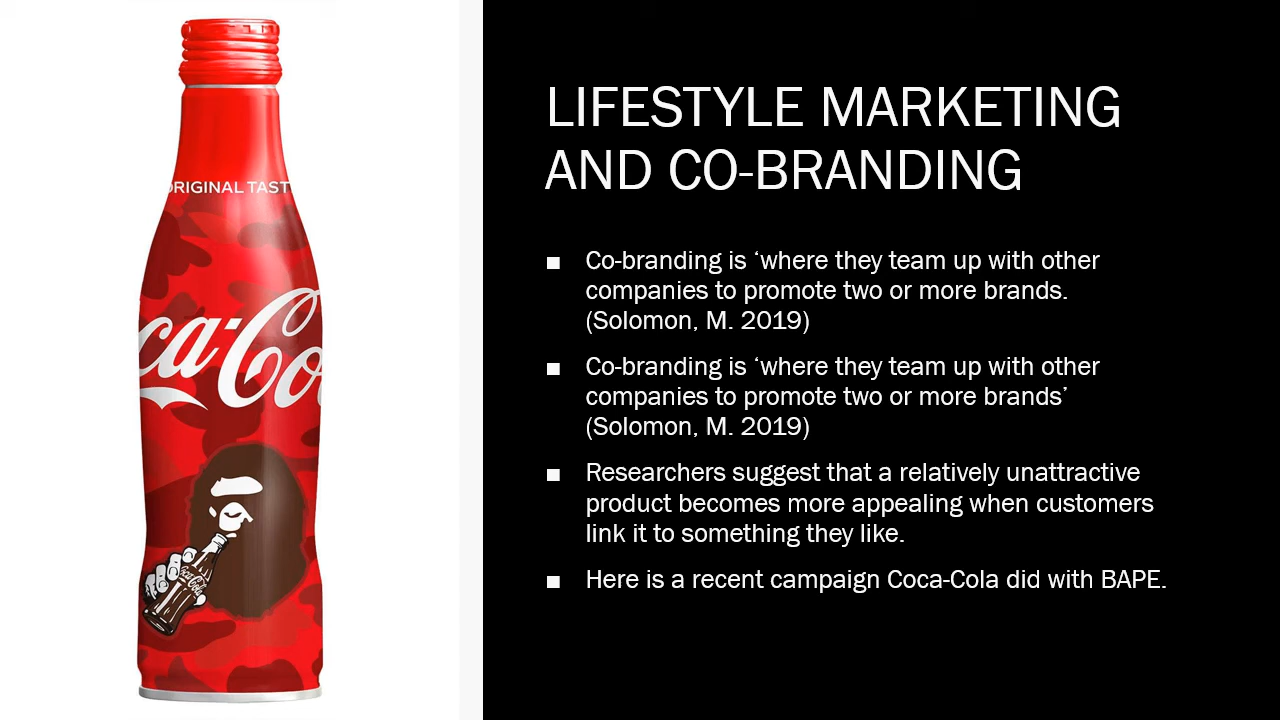 ORIGINAL TAST
ca-Co
LIFESTYLE MARKETING
AND CO-BRANDING
■ Co-branding is ‘where they team up with other
companies to promote two or more brands.
(Solomon, M. 2019)
■ Co-branding is ‘where they team up with other
companies to promote two or more brands’
(Solomon, M. 2019)
■ Researchers suggest that a relatively unattractive
product becomes more appealing when customers
link it to something they like.
■ Here is a recent campaign Coca-Cola did with BAPE.